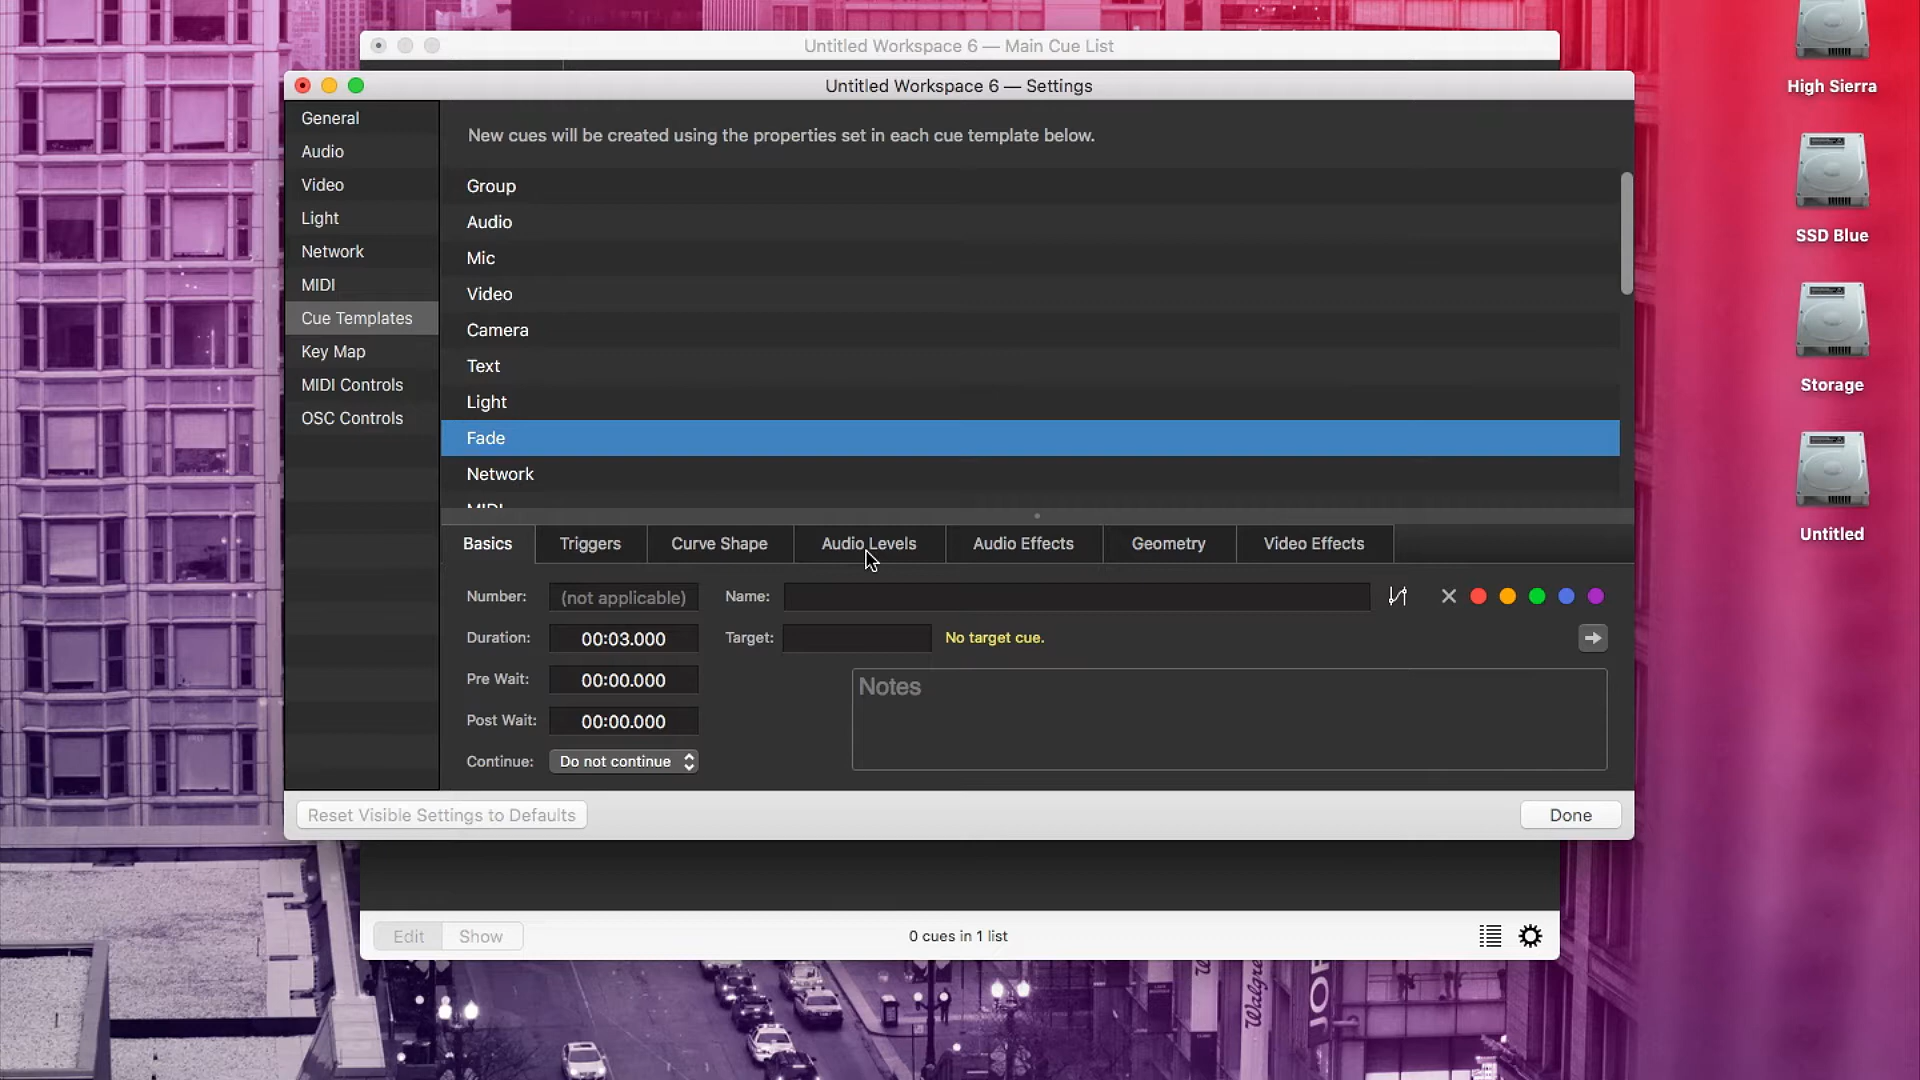 Untitled Workspace 6 — Main Cue List
Untitled Workspace 6 — Settings
General
Audio
Video
Light
Network
MIDI
Cue Templates
Key Map
MIDI Controls
OSC Controls
New cues will be created using the properties set in each cue template below.
Group
Audio
Mic
Video
Camera
Text
Light
Fade
Network
MIDI
Basics
Triggers
Curve Shape
Audio Levels
Audio Effects
Geometry
Video Effects
Number: (not applicable) Name:
Duration: 00:03.000 Target: No target cue.
Pre Wait: 00:00.000
Notes
Post Wait: 00:00.000
Continue: Do not continue
Reset Visible Settings to Defaults
Done
Edit
Show
0 cues in 1 list
High Sierra
SSD Blue
Storage
Untitled
Walgre
JOF